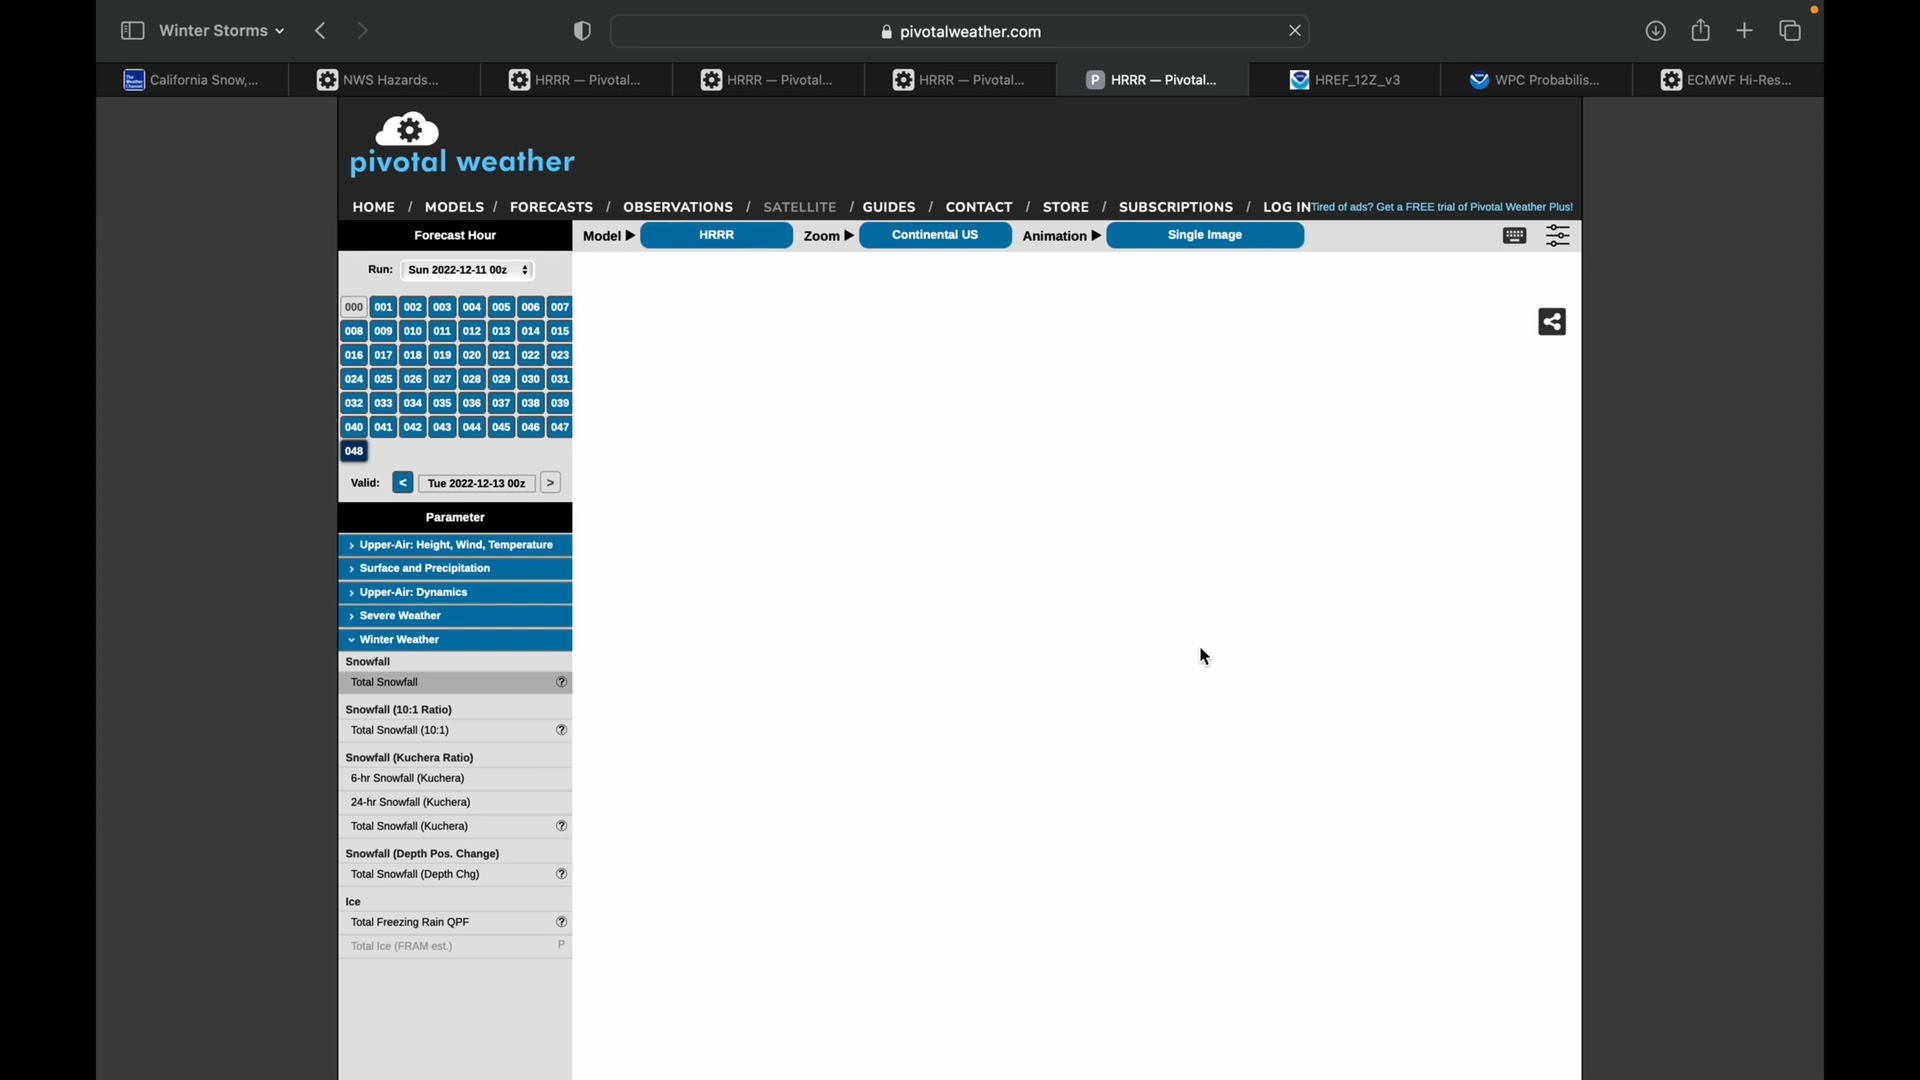 Winter Storms
pivotalweather.com
California Snow,...
NWS Hazards...
HRRR — Pivotal...
HRRR — Pivotal...
HRRR — Pivotal...
P HRRR — Pivotal...
HREF_12Z_v3
WPC Probabilis...
ECMWF Hi-Res...
pivotal weather
HOME / MODELS / FORECASTS / OBSERVATIONS / SATELLITE / GUIDES / CONTACT / STORE / SUBSCRIPTIONS / LOG IN
Tired of ads? Get a FREE trial of Pivotal Weather Plus!
Forecast Hour
Model HRRR Zoom Continental US Animation Single Image
Run: Sun 2022-12-11 00z
000 001 002 003 004 005 006 007
008 009 010 011 012 013 014 015
016 017 018 019 020 021 022 023
024 025 026 027 028 029 030 031
032 033 034 035 036 037 038 039
040 041 042 043 044 045 046 047
048
Valid: < Tue 2022-12-13 00z >
Parameter
› Upper-Air: Height, Wind, Temperature
› Surface and Precipitation
› Upper-Air: Dynamics
› Severe Weather
Winter Weather
Snowfall
Total Snowfall ?
Snowfall (10:1 Ratio)
Total Snowfall (10:1) ?
Snowfall (Kuchera Ratio)
6-hr Snowfall (Kuchera)
24-hr Snowfall (Kuchera)
Total Snowfall (Kuchera) ?
Snowfall (Depth Pos. Change)
Total Snowfall (Depth Chg) ?
Ice
Total Freezing Rain QPF ?
Total Ice (FRAM est.) P